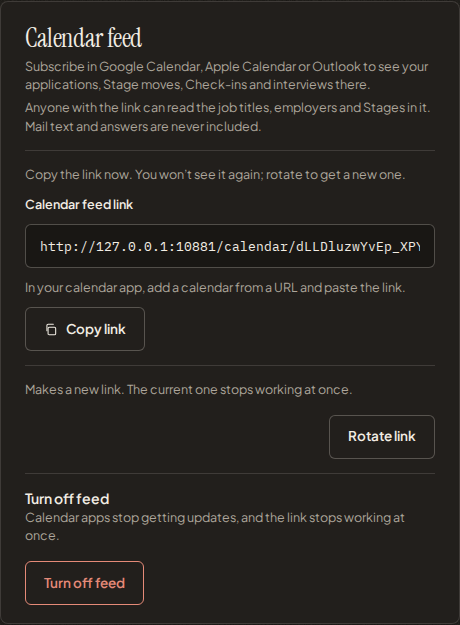 Calendar feed
Subscribe in Google Calendar, Apple Calendar or Outlook to see your
applications, Stage moves, Check-ins and interviews there.
Anyone with the link can read the job titles, employers and Stages in it.
Mail text and answers are never included.
Copy the link now. You won't see it again; rotate to get a new one.
Calendar feed link
http://127.0.0.1:10881/calendar/dLLDluzwYvEp_XPY
In your calendar app, add a calendar from a URL and paste the link.
Copy link
Makes a new link. The current one stops working at once.
Rotate link
Turn off feed
Calendar apps stop getting updates, and the link stops working at
once.
Turn off feed